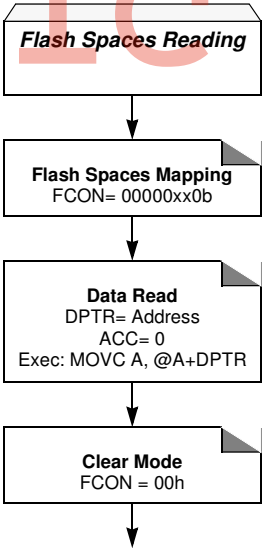 Flash Spaces Reading
Flash Spaces Mapping
FCON= 00000xx0b
Data Read
DPTR= Address
ACC= 0
Exec: MOVC A, @A+DPTR
Clear Mode
FCON = 00h